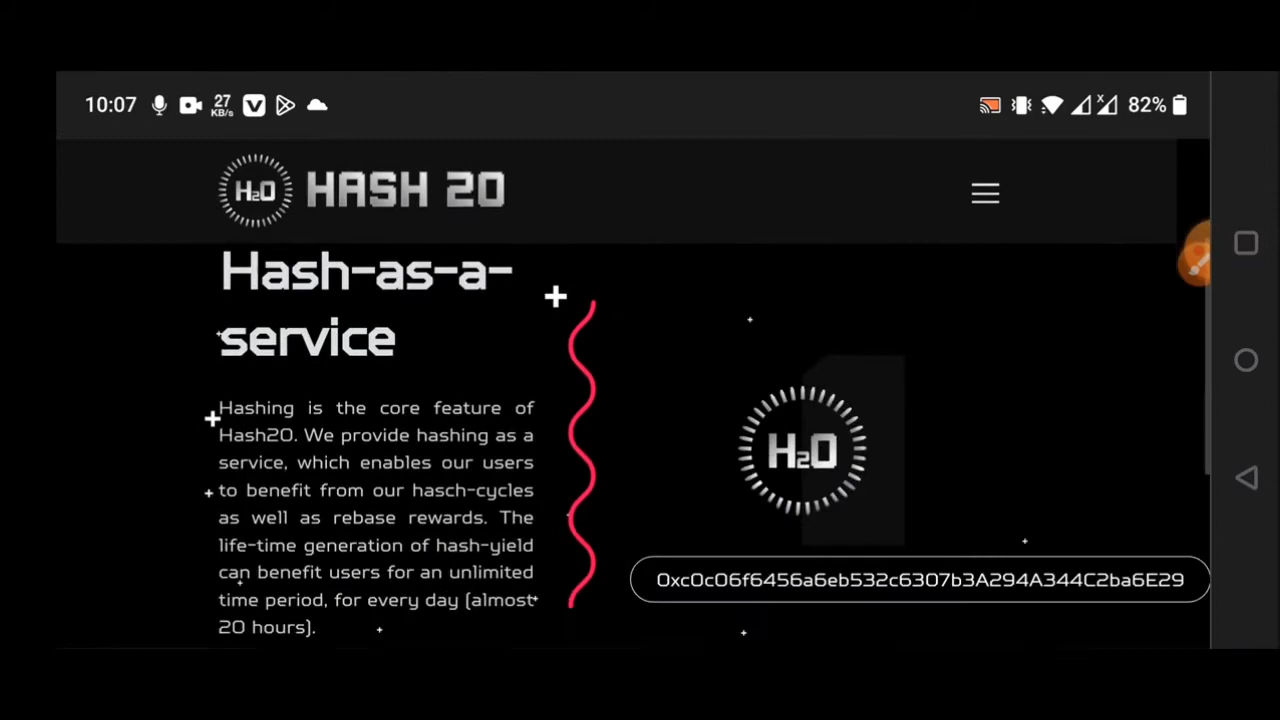 10:07 27 KB/s V x 82%
H2O HASH 20
Hash-as-a-
service
Hashing is the core feature of
Hash20. We provide hashing as a
service, which enables our users
to benefit from our hasch-cycles
as well as rebase rewards. The
life-time generation of hash-yield
can benefit users for an unlimited
time period, for every day (almost
20 hours).
H2O
0xc0c06f6456a6eb532c6307b3A294A344C2ba6E29